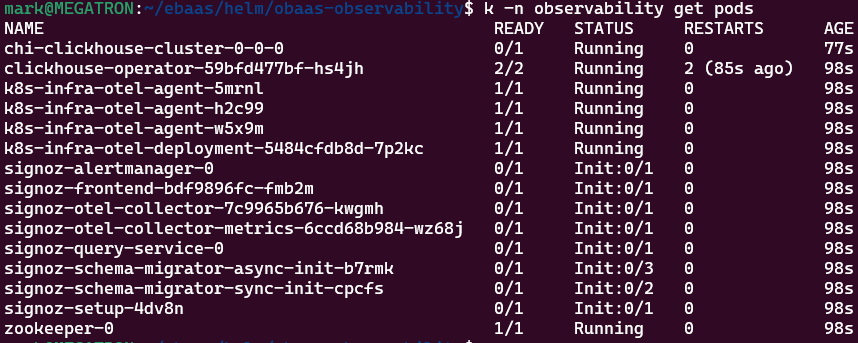 mark@MEGATRON:~/ebaas/helm/obaas-observability$ k -n observability get pods
NAME READY STATUS RESTARTS AGE
chi-clickhouse-cluster-0-0-0 0/1 Running 0 77s
clickhouse-operator-59bfd477bf-hs4jh 2/2 Running 2 (85s ago) 98s
k8s-infra-otel-agent-5mrnl 1/1 Running 0 98s
k8s-infra-otel-agent-h2c99 1/1 Running 0 98s
k8s-infra-otel-agent-w5x9m 1/1 Running 0 98s
k8s-infra-otel-deployment-5484cfdb8d-7p2kc 1/1 Running 0 98s
signoz-alertmanager-0 0/1 Init:0/1 0 98s
signoz-frontend-bdf9896fc-fmb2m 0/1 Init:0/1 0 98s
signoz-otel-collector-7c9965b676-kwgmh 0/1 Init:0/1 0 98s
signoz-otel-collector-metrics-6ccd68b984-wz68j 0/1 Init:0/1 0 98s
signoz-query-service-0 0/1 Init:0/1 0 98s
signoz-schema-migrator-async-init-b7rmk 0/1 Init:0/3 0 98s
signoz-schema-migrator-sync-init-cpcfs 0/1 Init:0/2 0 98s
signoz-setup-4dv8n 0/1 Init:0/1 0 98s
zookeeper-0 1/1 Running 0 98s